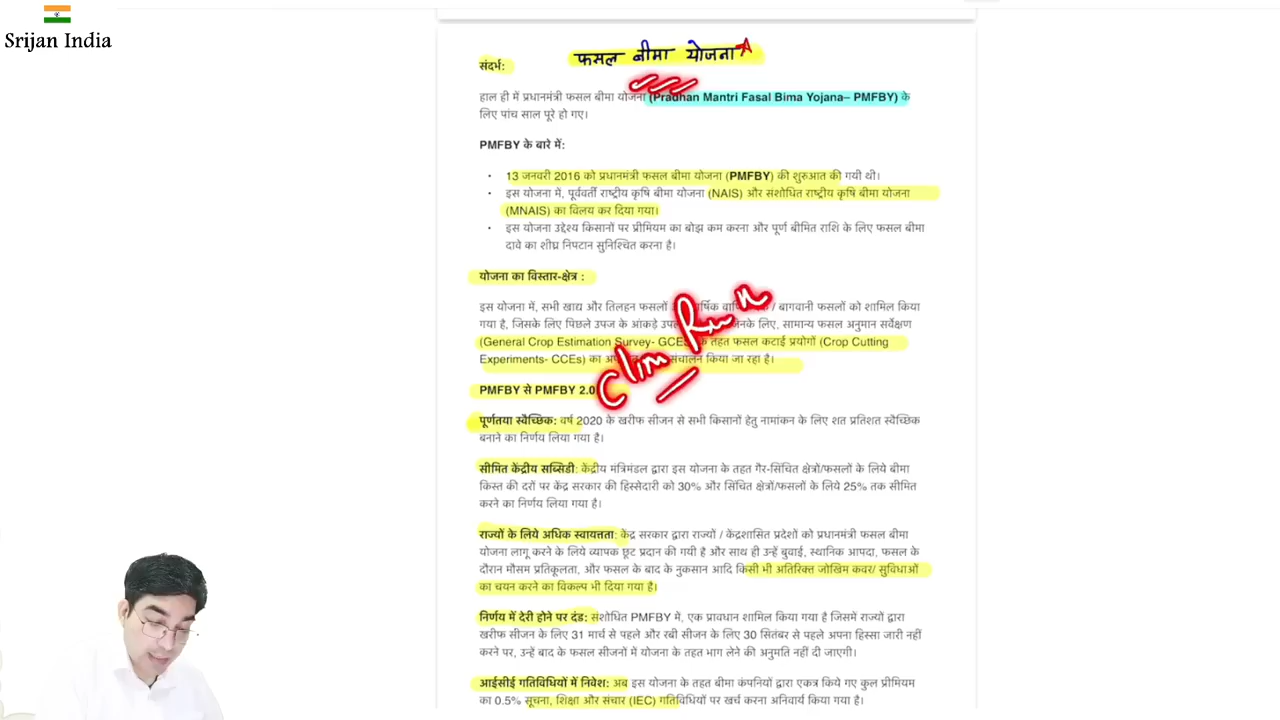 Srijan India
फसल बीमा योजना
संदर्भ:
हाल ही में प्रधानमंत्री फसल बीमा योजना (Pradhan Mantri Fasal Bima Yojana– PMFBY) के
लिए पांच साल पूरे हो गए।
PMFBY के बारे में:
• 13 जनवरी 2016 को प्रधानमंत्री फसल बीमा योजना (PMFBY) की शुरुआत की गयी थी।
• इस योजना में, पूर्ववर्ती राष्ट्रीय कृषि बीमा योजना (NAIS) और संशोधित राष्ट्रीय कृषि बीमा योजना
(MNAIS) का विलय कर दिया गया।
• इस योजना उद्देश्य किसानों पर प्रीमियम का बोझ कम करना और पूर्ण बीमित राशि के लिए फसल बीमा
दावे का शीघ्र निपटान सुनिश्चित करना है।
योजना का विस्तार-क्षेत्र :
इस योजना में, सभी खाद्य और तिलहन फसलों / बागवानी फसलों को शामिल किया
गया है, जिसके लिए पिछले उपज के आंकड़े जिनके लिए, सामान्य फसल अनुमान सर्वेक्षण
(General Crop Estimation Survey- GCES) के तहत फसल कटाई प्रयोगों (Crop Cutting
Experiments- CCEs) का संचालन किया जा रहा है।
PMFBY से PMFBY 2.0
पूर्णतया स्वैच्छिक: वर्ष 2020 के खरीफ सीजन से सभी किसानों हेतु नामांकन के लिए शत प्रतिशत स्वैच्छिक
बनाने का निर्णय लिया गया है।
सीमित केंद्रीय सब्सिडी: केंद्रीय मंत्रिमंडल द्वारा इस योजना के तहत गैर-सिंचित क्षेत्रों/फसलों के लिये बीमा
किस्त की दरों पर केंद्र सरकार की हिस्सेदारी को 30% और सिंचित क्षेत्रों/फसलों के लिये 25% तक सीमित
करने का निर्णय लिया गया है।
राज्यों के लिये अधिक स्वायत्तता: केंद्र सरकार द्वारा राज्यों / केंद्रशासित प्रदेशों को प्रधानमंत्री फसल बीमा
योजना लागू करने के लिये व्यापक छूट प्रदान की गयी है और साथ ही उन्हें बुवाई, स्थानिक आपदा, फसल के
दौरान मौसम प्रतिकूलता, और फसल के बाद के नुकसान आदि किसी भी अतिरिक्त जोखिम कवर/ सुविधाओं
का चयन करने का विकल्प भी दिया गया है।
निर्णय में देरी होने पर दंड: संशोधित PMFBY में, एक प्रावधान शामिल किया गया है जिसमें राज्यों द्वारा
खरीफ सीजन के लिए 31 मार्च से पहले और रबी सीजन के लिए 30 सितंबर से पहले अपना हिस्सा जारी नहीं
करने पर, उन्हें बाद के फसल सीजनों में योजना के तहत भाग लेने की अनुमति नहीं दी जाएगी।
आईसीई गतिविधियों में निवेश: अब इस योजना के तहत बीमा कंपनियों द्वारा एकत्र किये गए कुल प्रीमियम
का 0.5% सूचना, शिक्षा और संचार (IEC) गतिविधियों पर खर्च करना अनिवार्य किया गया है।